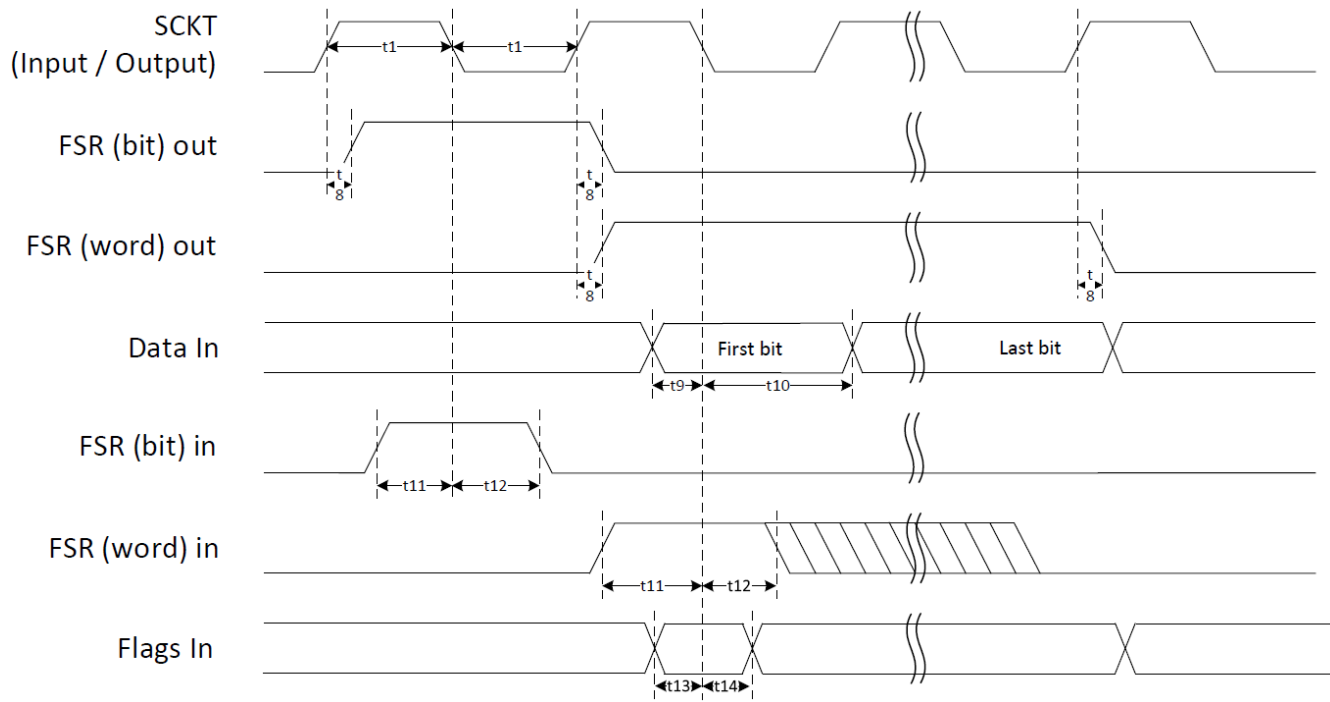 SCKT
(Input / Output)
t1
t1
FSR (bit) out
t
8
t
8
FSR (word) out
t
8
t
8
Data In
First bit
Last bit
t9
t10
FSR (bit) in
t11
t12
FSR (word) in
t11
t12
Flags In
t13
t14